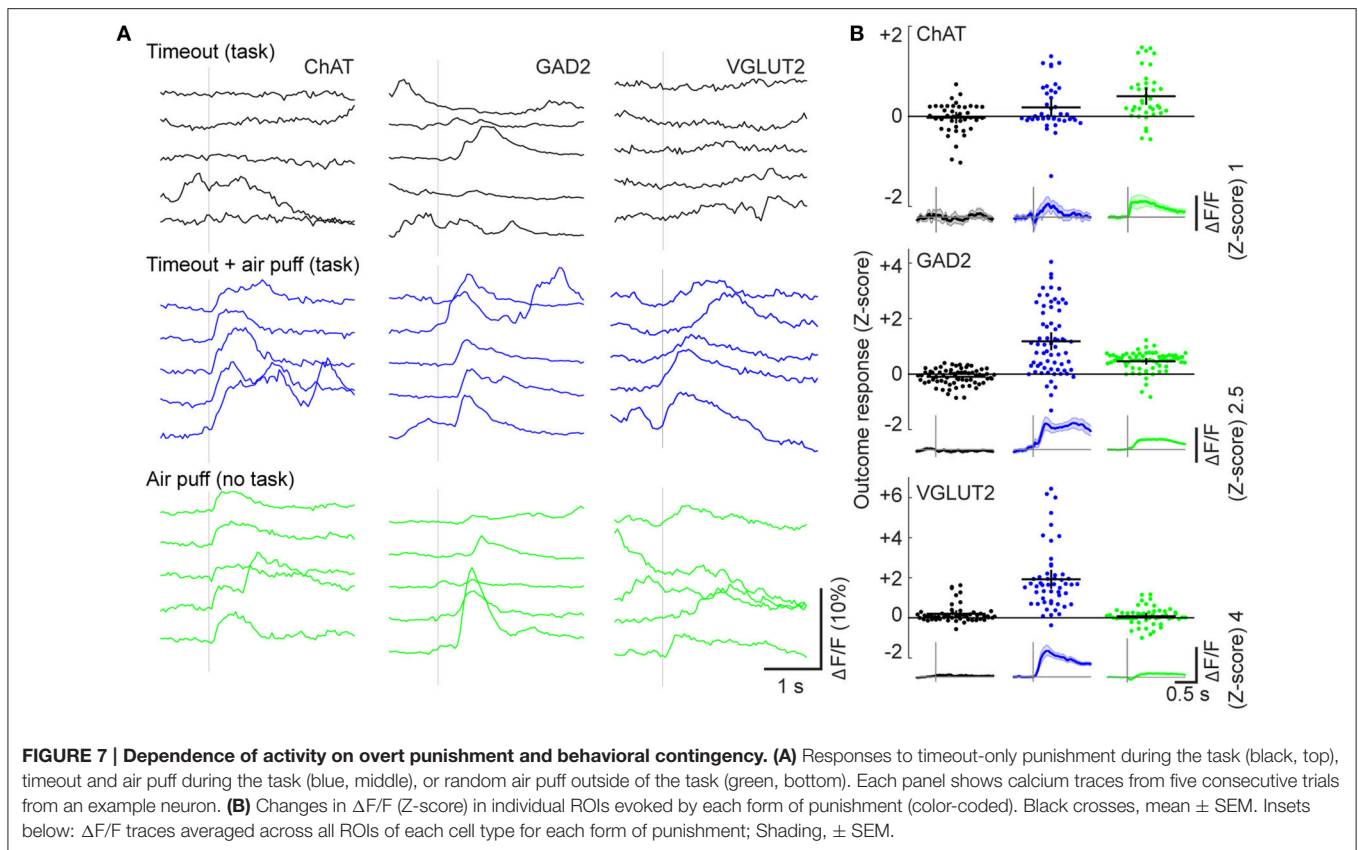 A
Timeout (task)
ChAT
GAD2
VGLUT2
Timeout + air puff (task)
Air puff (no task)
ΔF/F (10%)
1 s
B
Outcome response (Z-score)
+2
ChAT
0
-2
ΔF/F
(Z-score) 1
+4
GAD2
+2
0
-2
ΔF/F
(Z-score) 2.5
+6
VGLUT2
+4
+2
0
-2
ΔF/F
(Z-score) 4
0.5 s
FIGURE 7 | Dependence of activity on overt punishment and behavioral contingency. (A) Responses to timeout-only punishment during the task (black, top),
timeout and air puff during the task (blue, middle), or random air puff outside of the task (green, bottom). Each panel shows calcium traces from five consecutive trials
from an example neuron. (B) Changes in ΔF/F (Z-score) in individual ROIs evoked by each form of punishment (color-coded). Black crosses, mean ± SEM. Insets
below: ΔF/F traces averaged across all ROIs of each cell type for each form of punishment; Shading, ± SEM.